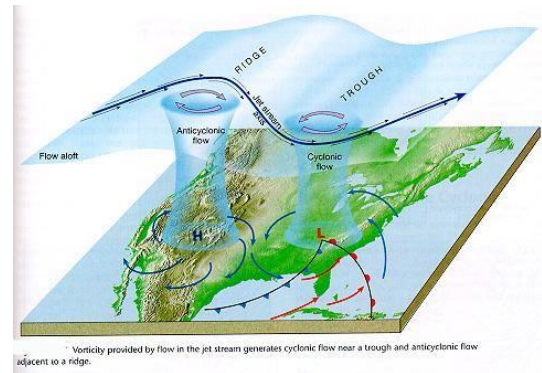 RIDGE
TROUGH
Jet stream
axis
Anticyclonic
flow
Flow aloft
Cyclonic
flow
H
L
Vorticity provided by flow in the jet stream generates cyclonic flow near a trough and anticyclonic flow
adjacent to a ridge.